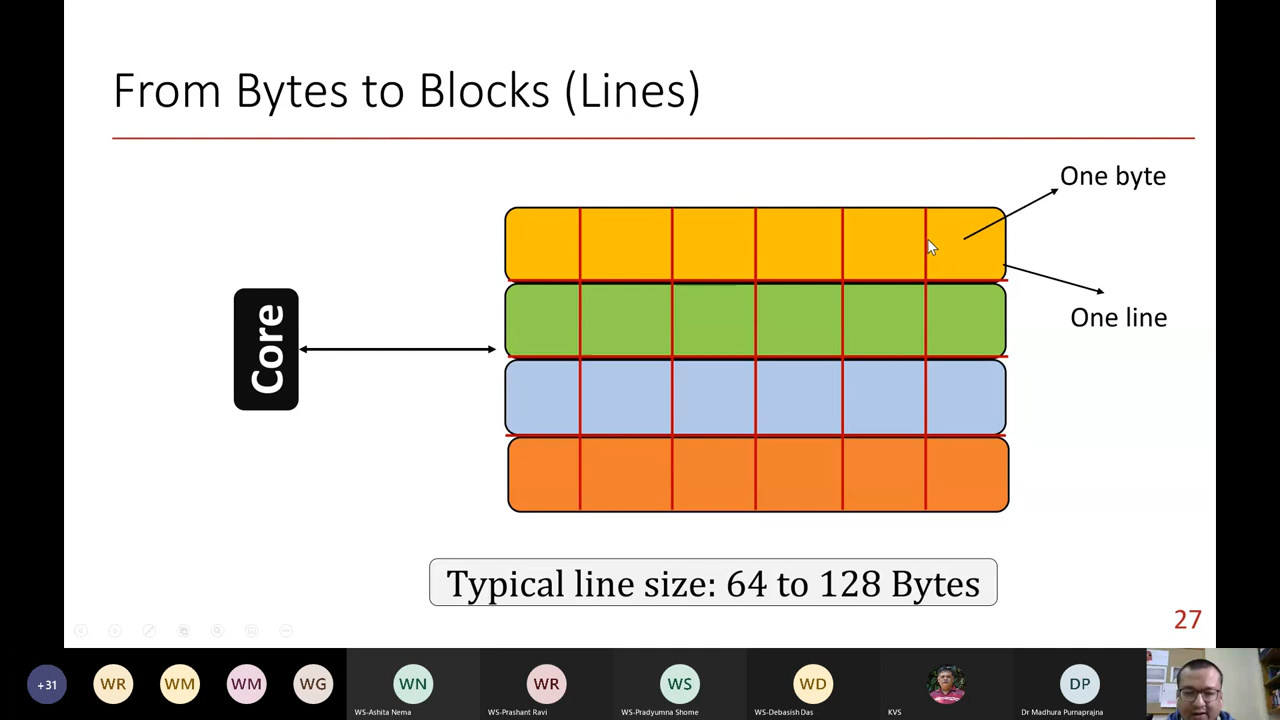 From Bytes to Blocks (Lines)
One byte
Core
One line
Typical line size: 64 to 128 Bytes
27
+31
WR
WM
WM
WG
WN
WR
WS
WD
DP
WS-Ashita Nema
WS-Prashant Ravi
WS-Pradyumna Shome
WS-Debasish Das
KVS
Dr Madhura Purnaprajna